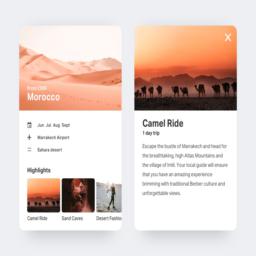 from £388
Morocco
Jun Jul Aug Sept
Marrakech Airport
Sahara desert
Highlights
Camel Ride
Sand Caves
Desert Fashio
X
Camel Ride
1 day trip
Escape the bustle of Marrakech and head for
the breathtaking, high Atlas Mountains and
the village of Imlil. Your local guide will ensure
that you have an amazing experience
brimming with traditional Berber culture and
unforgettable views.